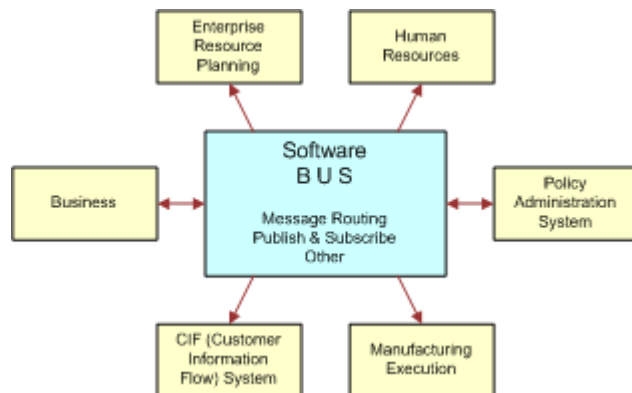 Enterprise
Resource
Planning
Human
Resources
Software
B U S
Message Routing
Publish & Subscribe
Other
Business
Policy
Administration
System
CIF (Customer
Information
Flow) System
Manufacturing
Execution